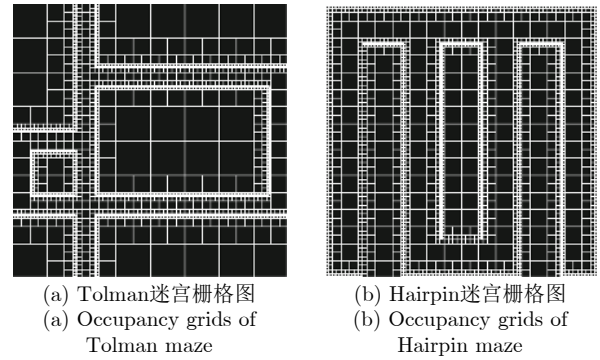 (a) Tolman迷宫栅格图
(a) Occupancy grids of
Tolman maze
(b) Hairpin迷宫栅格图
(b) Occupancy grids of
Hairpin maze